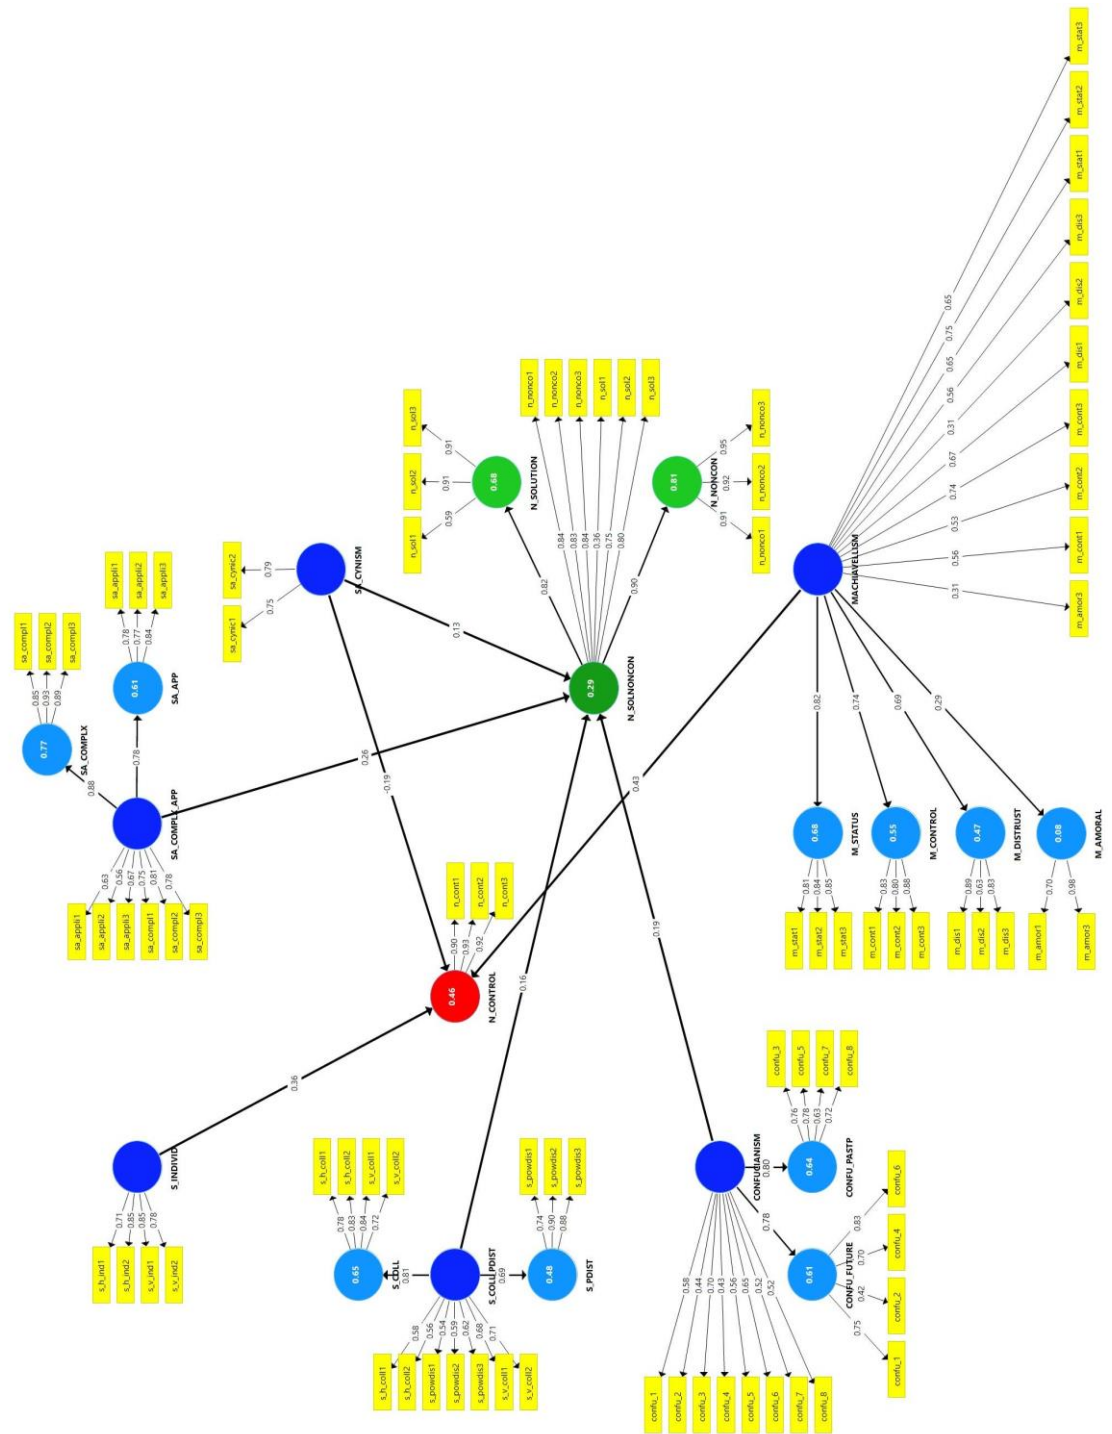 s_h_ind1
s_h_ind2
s_v_ind1
s_v_ind2
0.71
0.85
0.85
0.78
S_INDIVID
0.36
sa_appli1
sa_appli2
sa_appli3
sa_compl1
sa_compl2
sa_compl3
0.63
0.56
0.67
0.75
0.81
0.78
SA_COMPLX_APP
0.88
0.78
0.26
0.77
SA_COMPLX
0.85
0.93
0.89
sa_compl1
sa_compl2
sa_compl3
0.61
SA_APP
0.78
0.77
0.84
sa_appli1
sa_appli2
sa_appli3
sa_cynic1
sa_cynic2
0.75
0.79
SA_CYNISM
-0.19
0.13
s_h_coll1
s_h_coll2
s_v_coll1
s_v_coll2
0.78
0.83
0.84
0.72
0.65
S_COLL
0.81
s_h_coll1
s_h_coll2
s_powdis1
s_powdis2
s_powdis3
s_v_coll1
s_v_coll2
0.58
0.56
0.54
0.59
0.62
0.68
0.71
S_COLLPDIST
0.69
0.16
0.48
S_PDIST
0.74
0.90
0.88
s_powdis1
s_powdis2
s_powdis3
0.46
N_CONTROL
0.90
0.93
0.92
n_cont1
n_cont2
n_cont3
n_sol1
n_sol2
n_sol3
0.59
0.91
0.91
0.68
N_SOLUTION
0.82
0.29
N_SOLNONCON
0.84
0.83
0.84
0.36
0.75
0.80
n_nonco1
n_nonco2
n_nonco3
n_sol1
n_sol2
n_sol3
0.90
0.81
N_NONCON
0.91
0.92
0.95
n_nonco1
n_nonco2
n_nonco3
confu_1
confu_2
confu_3
confu_4
confu_5
confu_6
confu_7
confu_8
0.58
0.44
0.70
0.43
0.56
0.65
0.52
0.52
CONFUCIANISM
0.19
0.78
0.80
0.61
CONFU_FUTURE
0.75
0.42
0.70
0.83
confu_1
confu_2
confu_4
confu_6
0.64
CONFU_PASTP
0.76
0.78
0.63
0.72
confu_3
confu_5
confu_7
confu_8
MACHIAVELLISM
0.43
0.82
0.74
0.69
0.29
0.68
M_STATUS
0.81
0.84
0.85
m_stat1
m_stat2
m_stat3
0.55
M_CONTROL
0.83
0.80
0.88
m_cont1
m_cont2
m_cont3
0.47
M_DISTRUST
0.89
0.63
0.83
m_dis1
m_dis2
m_dis3
0.08
M_AMORAL
0.70
0.98
m_amor1
m_amor3
0.31
0.56
0.53
0.74
0.67
0.31
0.56
0.65
0.75
0.65
m_amor3
m_cont1
m_cont2
m_cont3
m_dis1
m_dis2
m_dis3
m_stat1
m_stat2
m_stat3